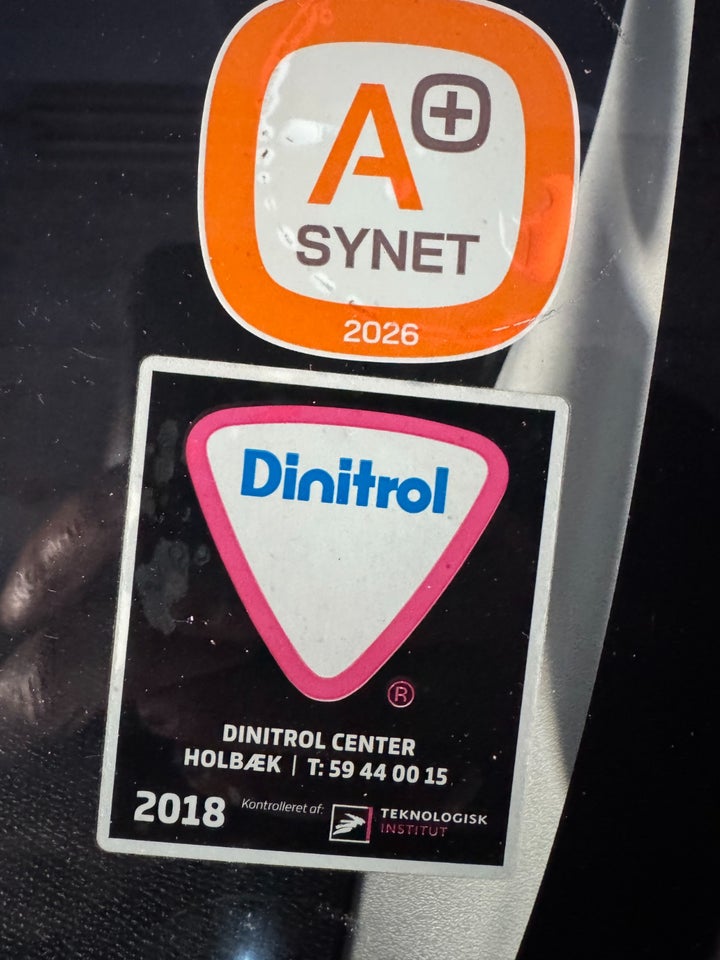 A+
SYNET
2026
Dinitrol
®
DINITROL CENTER
HOLBÆK | T: 59 44 00 15
2018 Kontrolleret af: TEKNOLOGISK
INSTITUT